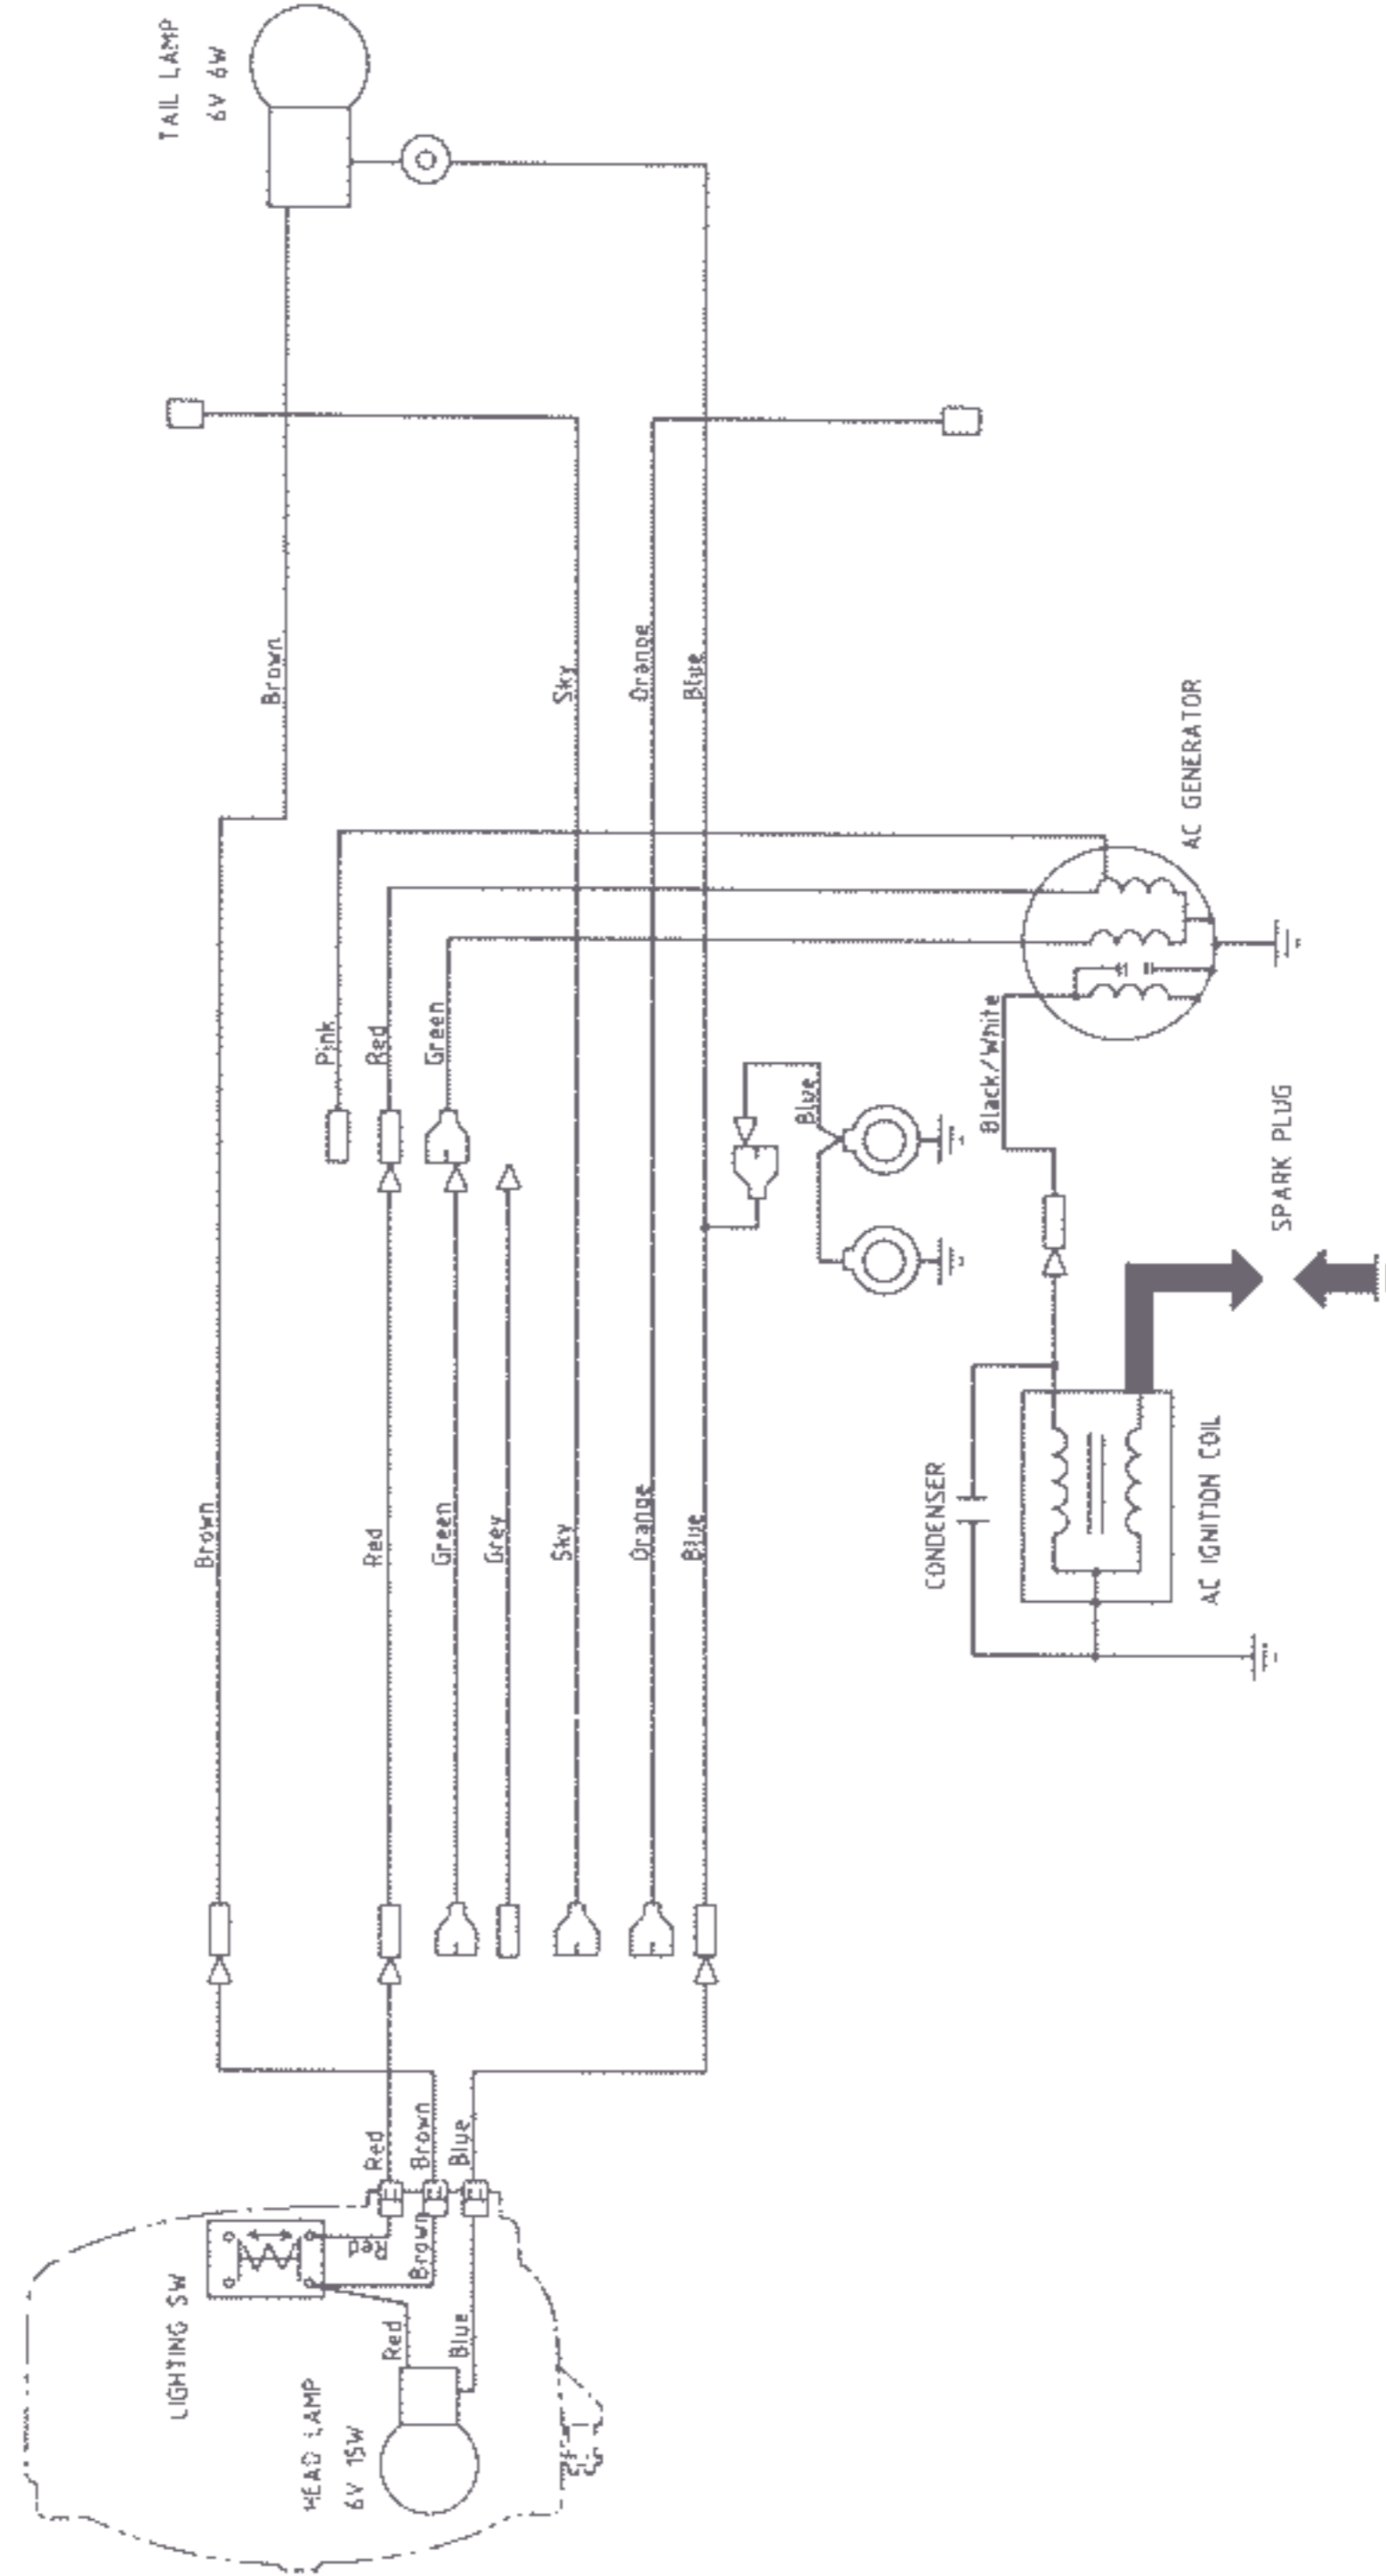 TAIL LAMP
6V 6W
Brown
Sky
Orange
Blue
AC GENERATOR
Pink
Red
Green
Blue
Black/White
SPARK PLUG
Brown
Red
Green
Grey
Sky
Orange
Blue
CONDENSER
AC IGNITION COIL
Red
Brown
Blue
Red
Brown
LIGHTING SW
Red
Blue
HEAD LAMP
6V 15W